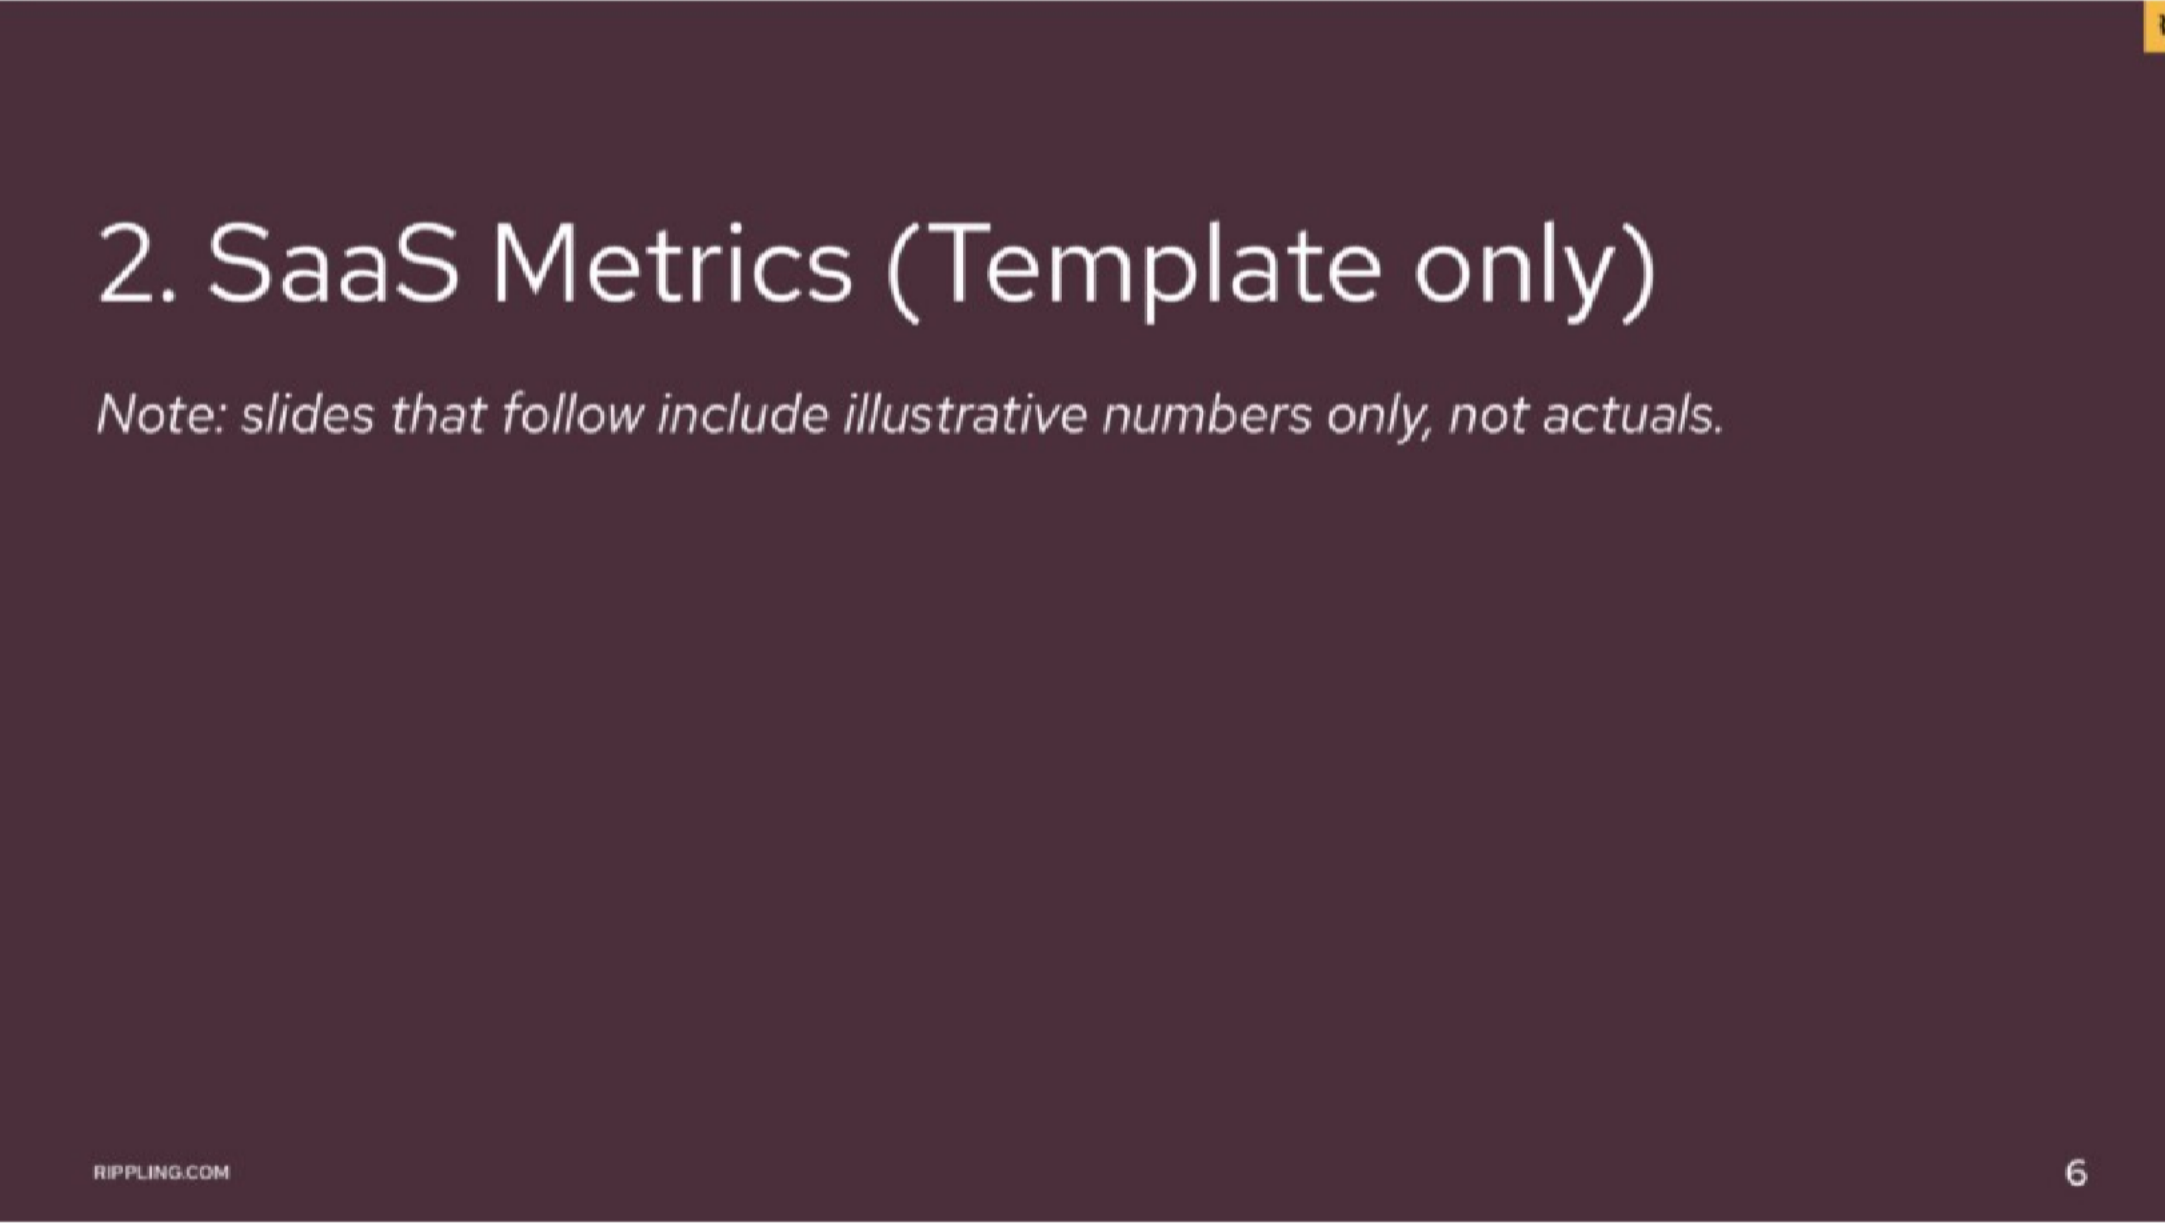 2. SaaS Metrics (Template only)
Note: slides that follow include illustrative numbers only, not actuals.
RIPPLING.COM
6